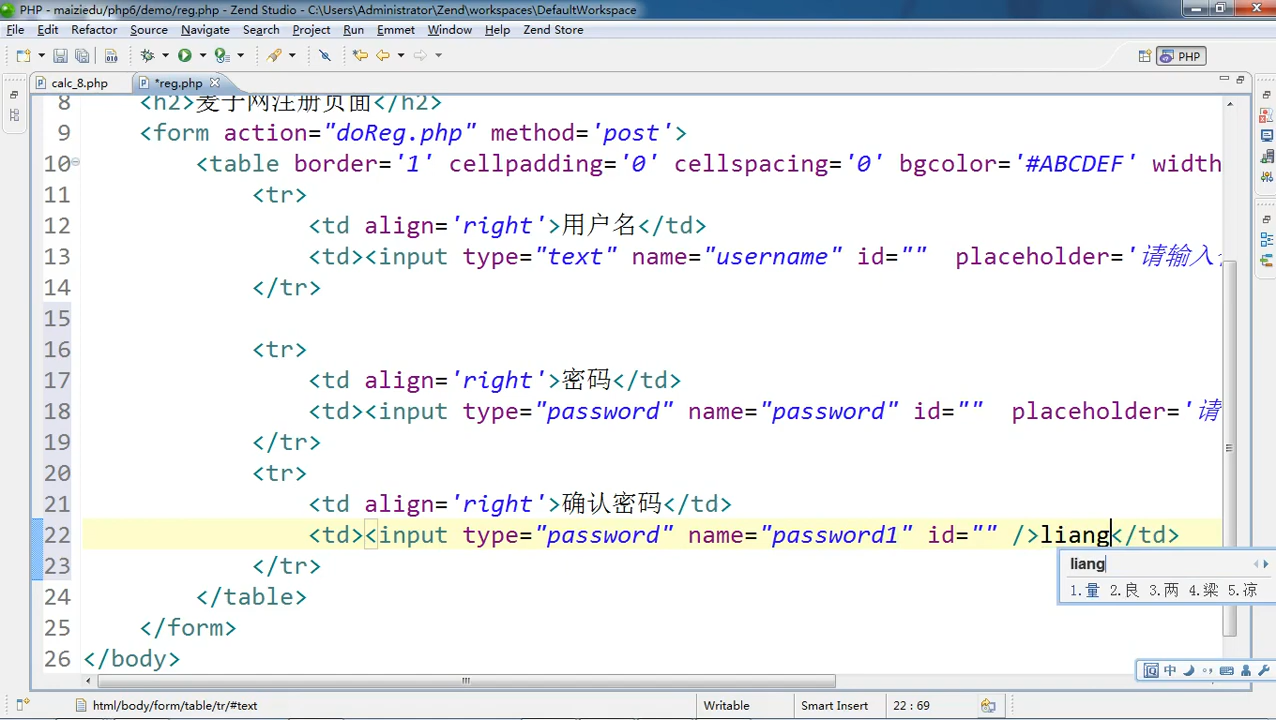 PHP - maiziedu/php6/demo/reg.php - Zend Studio - C:\Users\Administrator\Zend\workspaces\DefaultWorkspace
File Edit Refactor Source Navigate Search Project Run Emmet Window Help Zend Store
PHP
calc_8.php *reg.php
8 <h2>麦子网注册页面</h2>
9 <form action="doReg.php" method='post'>
10 <table border='1' cellpadding='0' cellspacing='0' bgcolor='#ABCDEF' width
11 <tr>
12 <td align='right'>用户名</td>
13 <td><input type="text" name="username" id="" placeholder='请输入
14 </tr>
15
16 <tr>
17 <td align='right'>密码</td>
18 <td><input type="password" name="password" id="" placeholder='请
19 </tr>
20 <tr>
21 <td align='right'>确认密码</td>
22 <td><input type="password" name="password1" id="" />liang</td>
23 </tr>
24 </table>
25 </form>
26 </body>
liang
1.量 2.良 3.两 4.梁 5.凉
中
html/body/form/table/tr/#text Writable Smart Insert 22 : 69